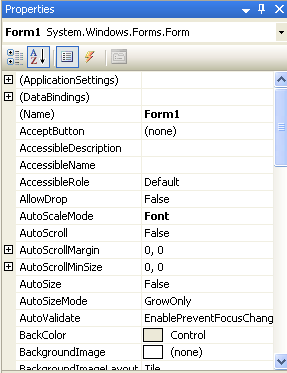 Properties
Form1 System.Windows.Forms.Form
(ApplicationSettings)
(DataBindings)
(Name) Form1
AcceptButton (none)
AccessibleDescription
AccessibleName
AccessibleRole Default
AllowDrop False
AutoScaleMode Font
AutoScroll False
AutoScrollMargin 0, 0
AutoScrollMinSize 0, 0
AutoSize False
AutoSizeMode GrowOnly
AutoValidate EnablePreventFocusChang
BackColor Control
BackgroundImage (none)
BackgroundImageLayout Tile